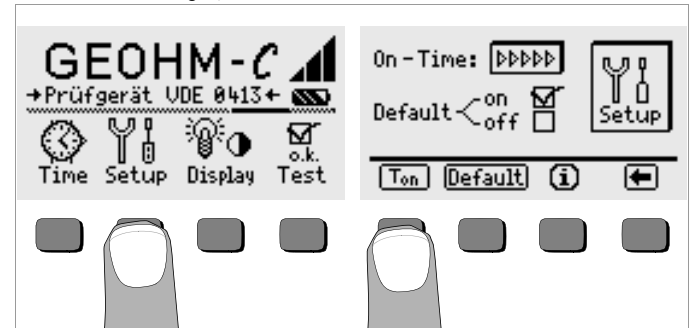 GEOHM-C
→Prüfgerät VDE 0413←
Time Setup Display o.k. Test
On-Time: ▷▷▷▷▷
Default on
off
Setup
Ton Default i